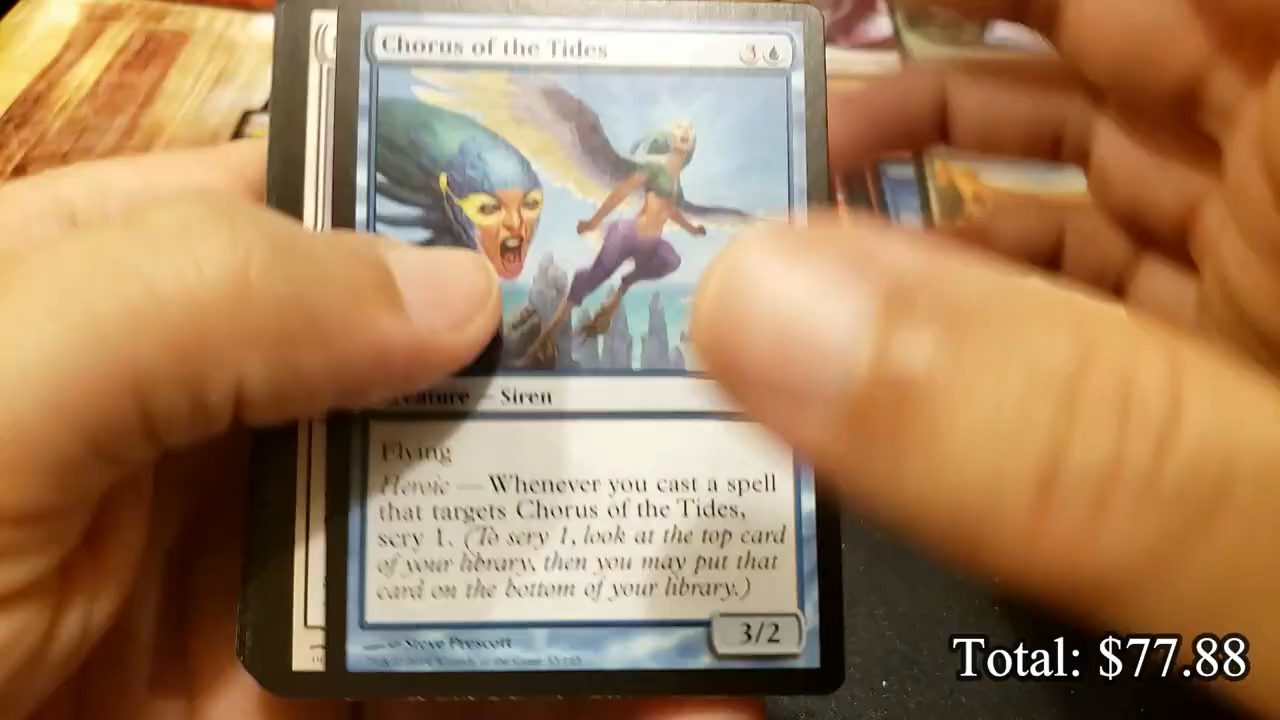 Chorus of the Tides 3
Creature — Siren
Flying
Heroic — Whenever you cast a spell
that targets Chorus of the Tides,
scry 1. (To scry 1, look at the top card
of your library, then you may put that
card on the bottom of your library.)
3/2
Steve Prescott
Total: $77.88